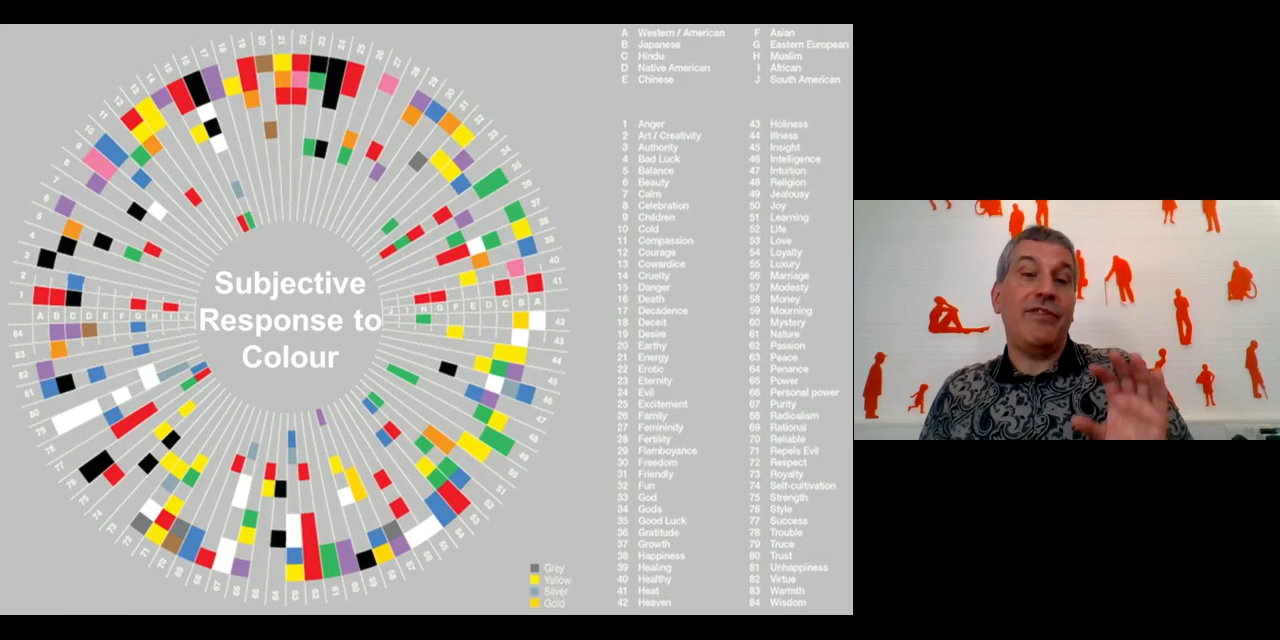 Subjective
Response to
Colour
A Western / American
B Japanese
C Hindu
D Native American
E Chinese
F Asian
G Eastern European
H Muslim
I African
J South American
1 Anger
2 Art / Creativity
3 Authority
4 Bad Luck
5 Balance
6 Beauty
7 Calm
8 Celebration
9 Children
10 Cold
11 Compassion
12 Courage
13 Cowardice
14 Cruelty
15 Danger
16 Death
17 Decadence
18 Deceit
19 Desire
20 Earthy
21 Energy
22 Erotic
23 Eternity
24 Evil
25 Excitement
26 Family
27 Femininity
28 Fertility
29 Flamboyance
30 Freedom
31 Friendly
32 Fun
33 God
34 Gods
35 Good Luck
36 Gratitude
37 Growth
38 Happiness
39 Healing
40 Healthy
41 Heat
42 Heaven
43 Holiness
44 Illness
45 Insight
46 Intelligence
47 Intuition
48 Religion
49 Jealousy
50 Joy
51 Learning
52 Life
53 Love
54 Loyalty
55 Luxury
56 Marriage
57 Modesty
58 Money
59 Mourning
60 Mystery
61 Nature
62 Passion
63 Peace
64 Penance
65 Power
66 Personal power
67 Purity
68 Radicalism
69 Rational
70 Reliable
71 Repels Evil
72 Respect
73 Royalty
74 Self-cultivation
75 Strength
76 Style
77 Success
78 Trouble
79 Truce
80 Trust
81 Unhappiness
82 Virtue
83 Warmth
84 Wisdom
Grey
Yellow
Silver
Gold